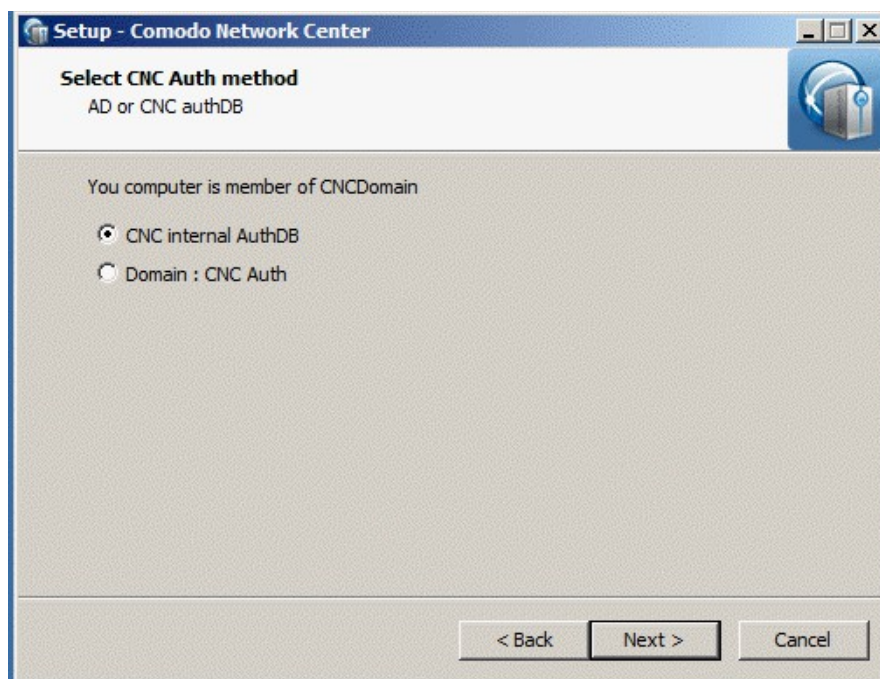 Setup - Comodo Network Center
Select CNC Auth method
AD or CNC authDB
You computer is member of CNCDomain
CNC internal AuthDB
Domain : CNC Auth
< Back Next > Cancel